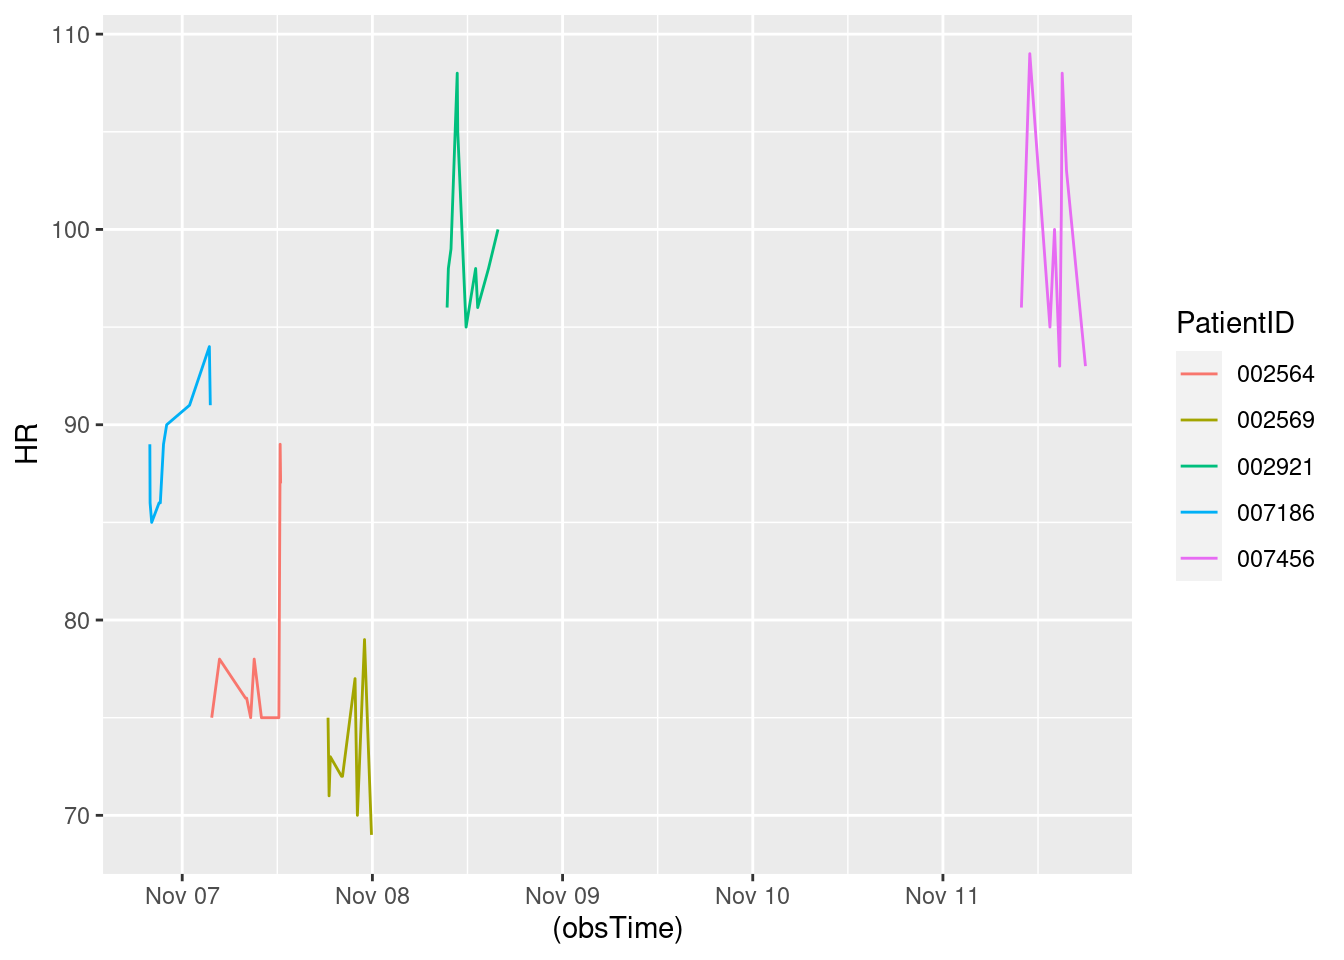 110
100
90
80
70
HR
Nov 07
Nov 08
Nov 09
Nov 10
Nov 11
(obsTime)
PatientID
002564
002569
002921
007186
007456